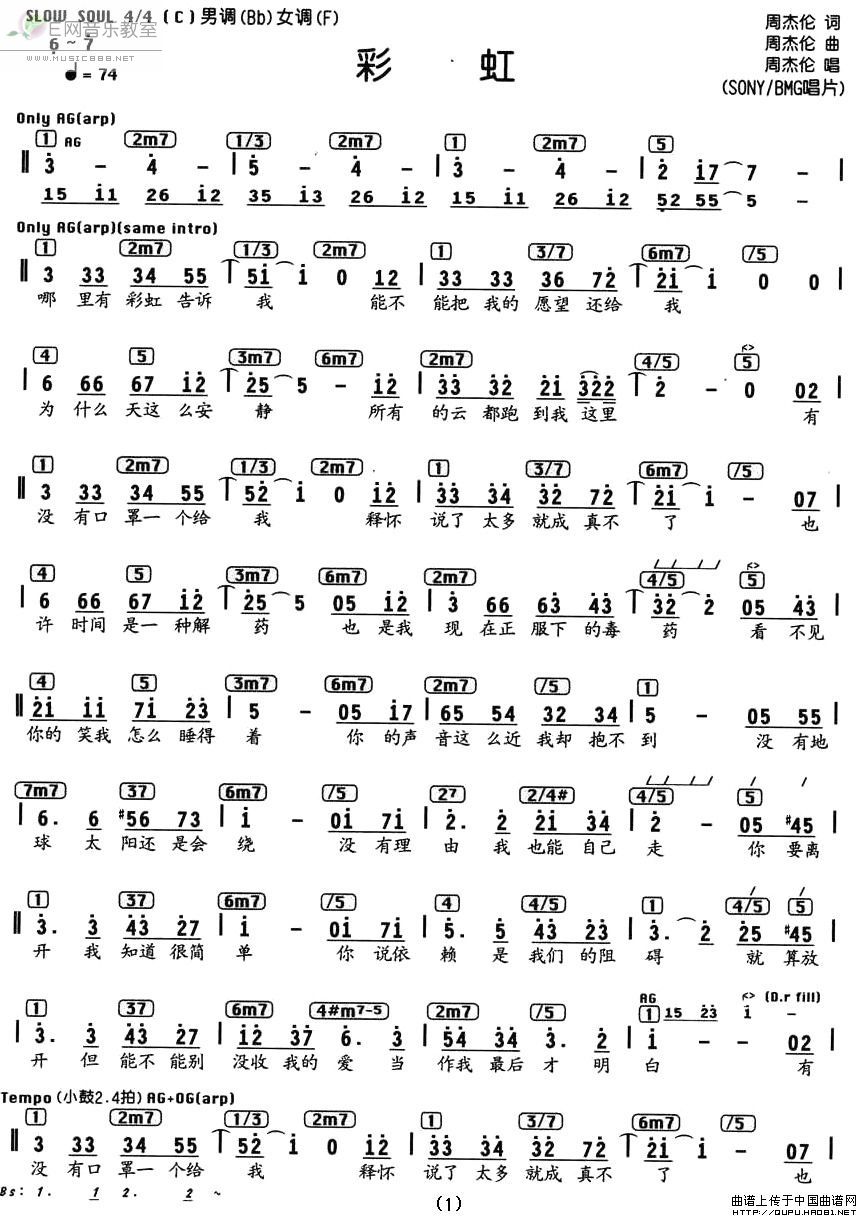 SLOW SOUL 4/4 (C)男调(Bb)女调(F)
E网音乐教室
WWW.MUSIC888.NET
6 ~ 7
♩= 74
彩 虹
周杰伦 词
周杰伦 曲
周杰伦 唱
(SONY/BMG唱片)
Only AG(arp)
1 AG 2m7 1/3 2m7 1 2m7 5
‖ 3 - 4 - | 5 - 4 - | 3 - 4 - | 2 17 7 - |
15 11 26 12 35 13 26 12 15 11 26 12 52 55 5 -
Only AG(arp)(same intro)
1 2m7 1/3 2m7 1 3/7 6m7 /5
‖ 3 33 34 55 | 51 1 0 12 | 33 33 36 72 | 21 1 0 0 |
哪 里有 彩虹 告诉 我 能不 能把 我的 愿望 还给 我
4 5 3m7 6m7 2m7 4/5 5
| 6 66 67 12 | 25 5 - 12 | 33 32 21 322 | 2 - 0 02 |
为 什么 天这 么安 静 所有 的云 都跑 到我 这里 有
1 2m7 1/3 2m7 1 3/7 6m7 /5
‖ 3 33 34 55 | 52 1 0 12 | 33 34 32 72 | 21 1 - 07 |
没 有口 罩一 个给 我 释怀 说了 太多 就成 真不 了 也
4 5 3m7 6m7 2m7 4/5 5
| 6 66 67 12 | 25 5 05 12 | 3 66 63 43 | 32 2 05 43 |
许 时间 是一 种解 药 也 是我 现 在正 服下 的毒 药 看 不见
4 5 3m7 6m7 2m7 /5 1
‖ 21 11 71 23 | 5 - 05 17 | 65 54 32 34 | 5 - 05 55 |
你的 笑我 怎么 睡得 着 你 的声 音这 么近 我却 抱不 到 没 有地
7m7 37 6m7 /5 2⁷ 2/4# 4/5 5
| 6. 6 #56 73 | 1 - 01 71 | 2. 2 21 34 | 2 - 05 #45 |
球 太 阳还 是会 绕 没 有理 由 我 也能 自己 走 你 要离
1 37 6m7 /5 4 4/5 1 4/5 5
‖ 3. 3 43 27 | 1 - 01 71 | 5. 5 43 23 | 3. 2 25 #45 |
开 我 知道 很简 单 你 说依 赖 是 我们 的阻 碍 就 算放
AG (D.r fill)
1 37 6m7 4#m7-5 2m7 /5 1 15 23 1 -
| 3. 3 43 27 | 12 37 6. 3 | 54 34 3. 2 | 1 - - 02 |
开 但 能不 能别 没收 我的 爱 当 作我 最后 才 明 白 有
Tempo (小鼓2.4拍) AG+OG(arp)
1 2m7 1/3 2m7 1 3/7 6m7 /5
‖ 3 33 34 55 | 52 1 0 12 | 33 34 32 72 | 21 1 - 07 |
没 有口 罩一 个给 我 释怀 说了 太多 就成 真不 了 也
Bs: 1. 1 2. 2 ~
(1)
曲谱上传于中国曲谱网
HTTP://QUPU.HAO81.NET